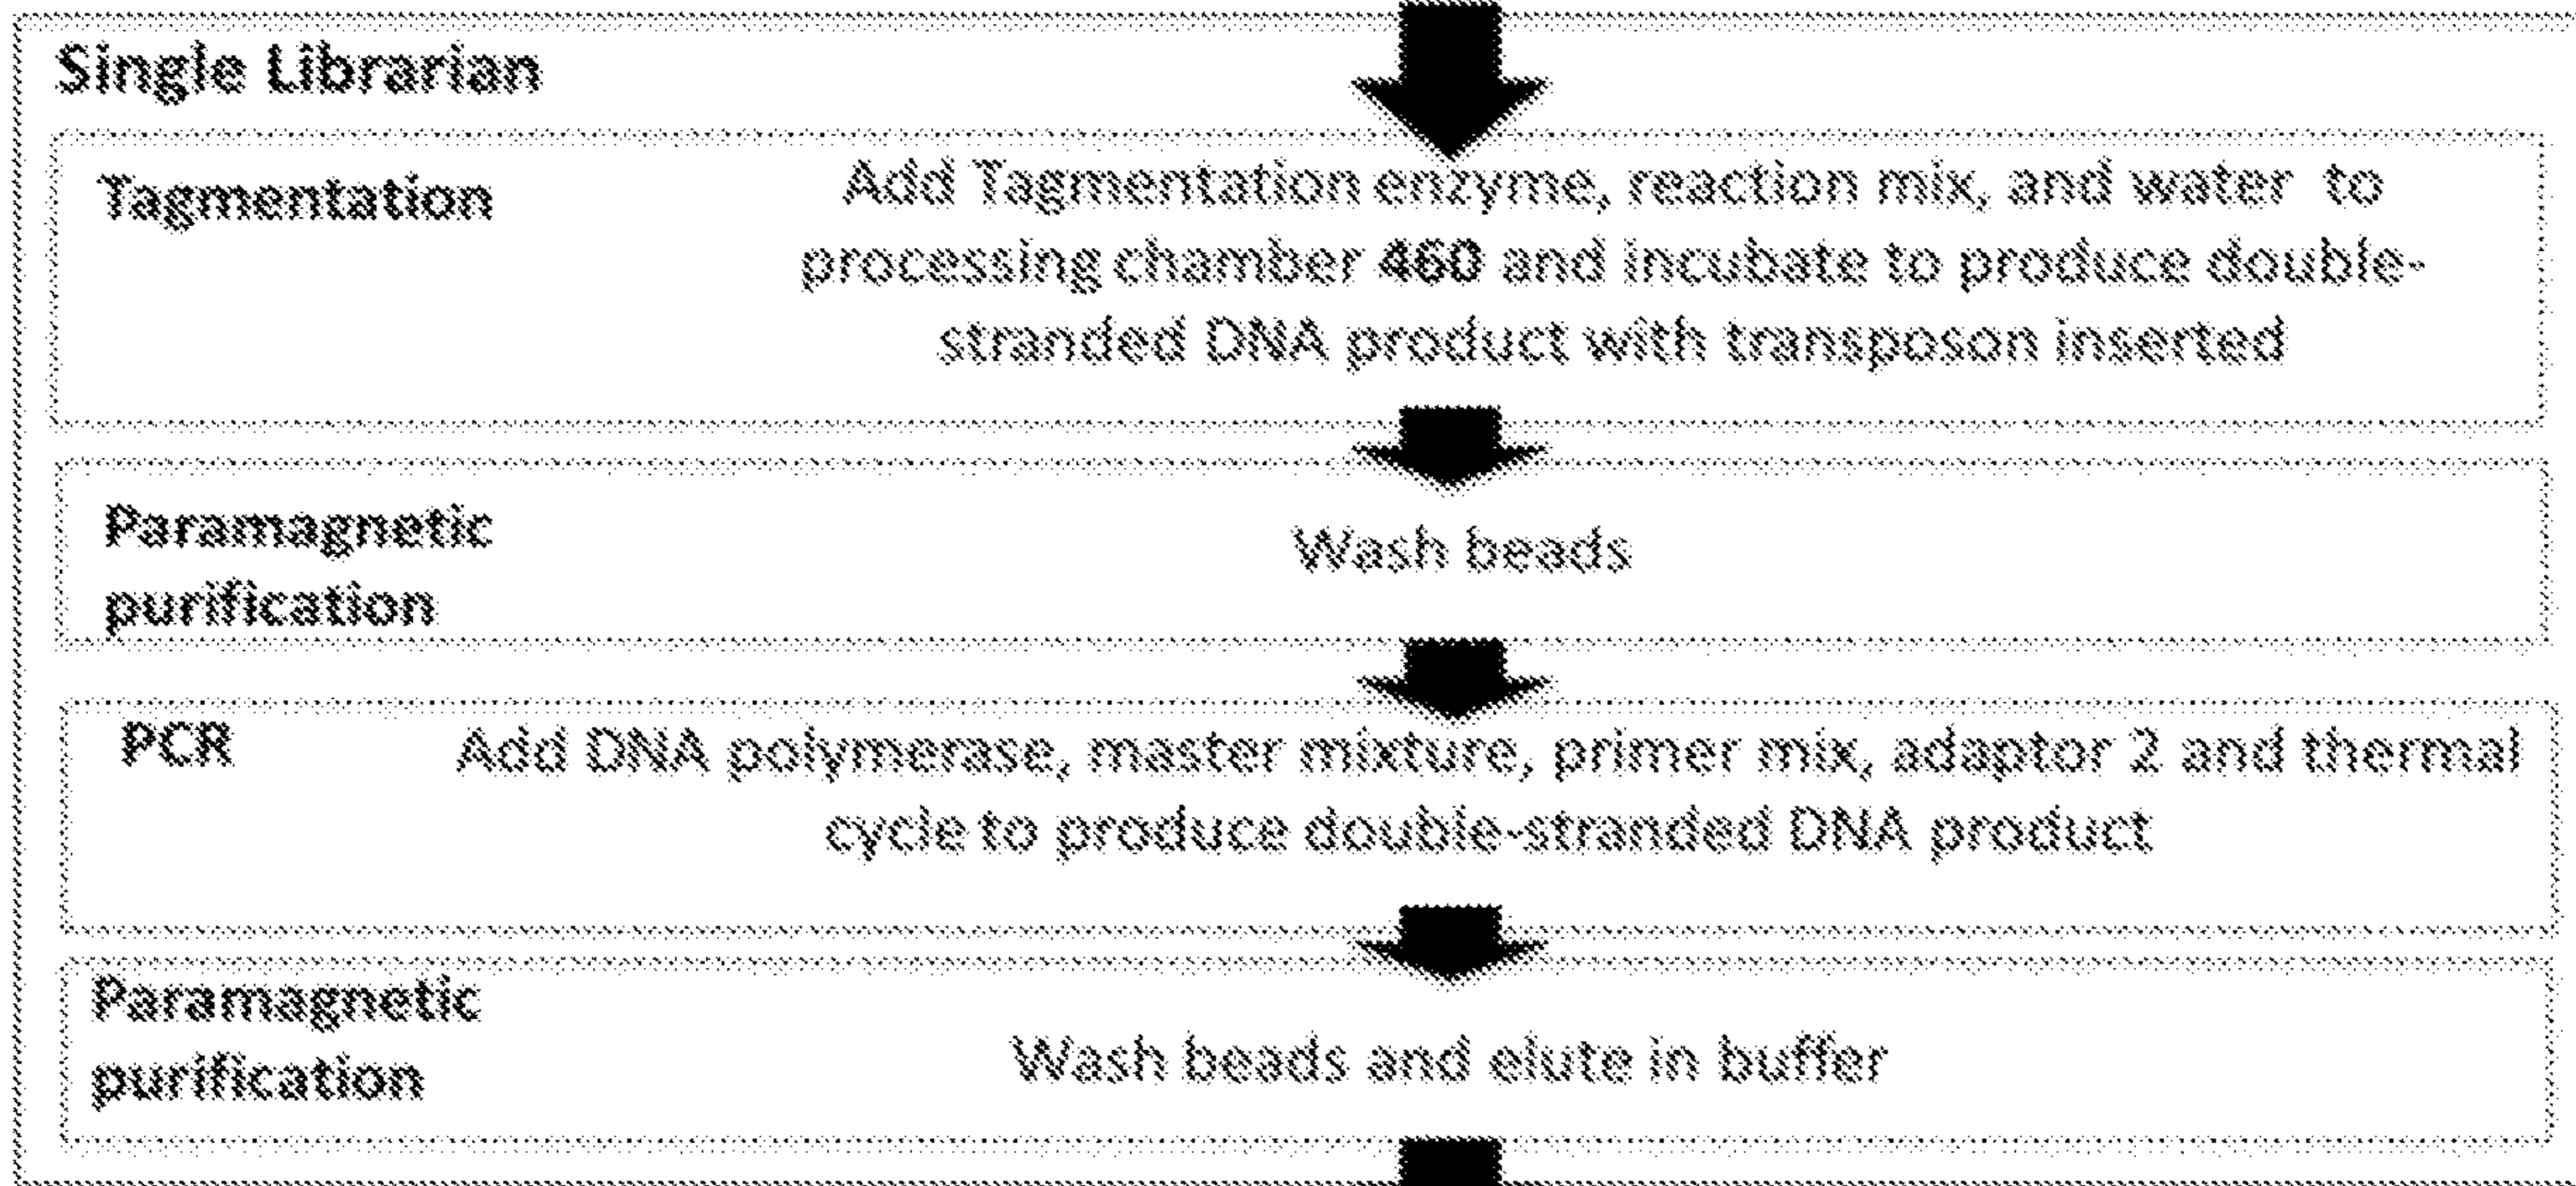 Single Librarian
Tagmentation
Add Tagmentation enzyme, reaction mix, and water to
processing chamber 460 and incubate to produce double-
stranded DNA product with transposon inserted
Paramagnetic
purification
Wash beads
PCR
Add DNA polymerase, master mixture, primer mix, adaptor 2 and thermal
cycle to produce double-stranded DNA product
Paramagnetic
purification
Wash beads and elute in buffer